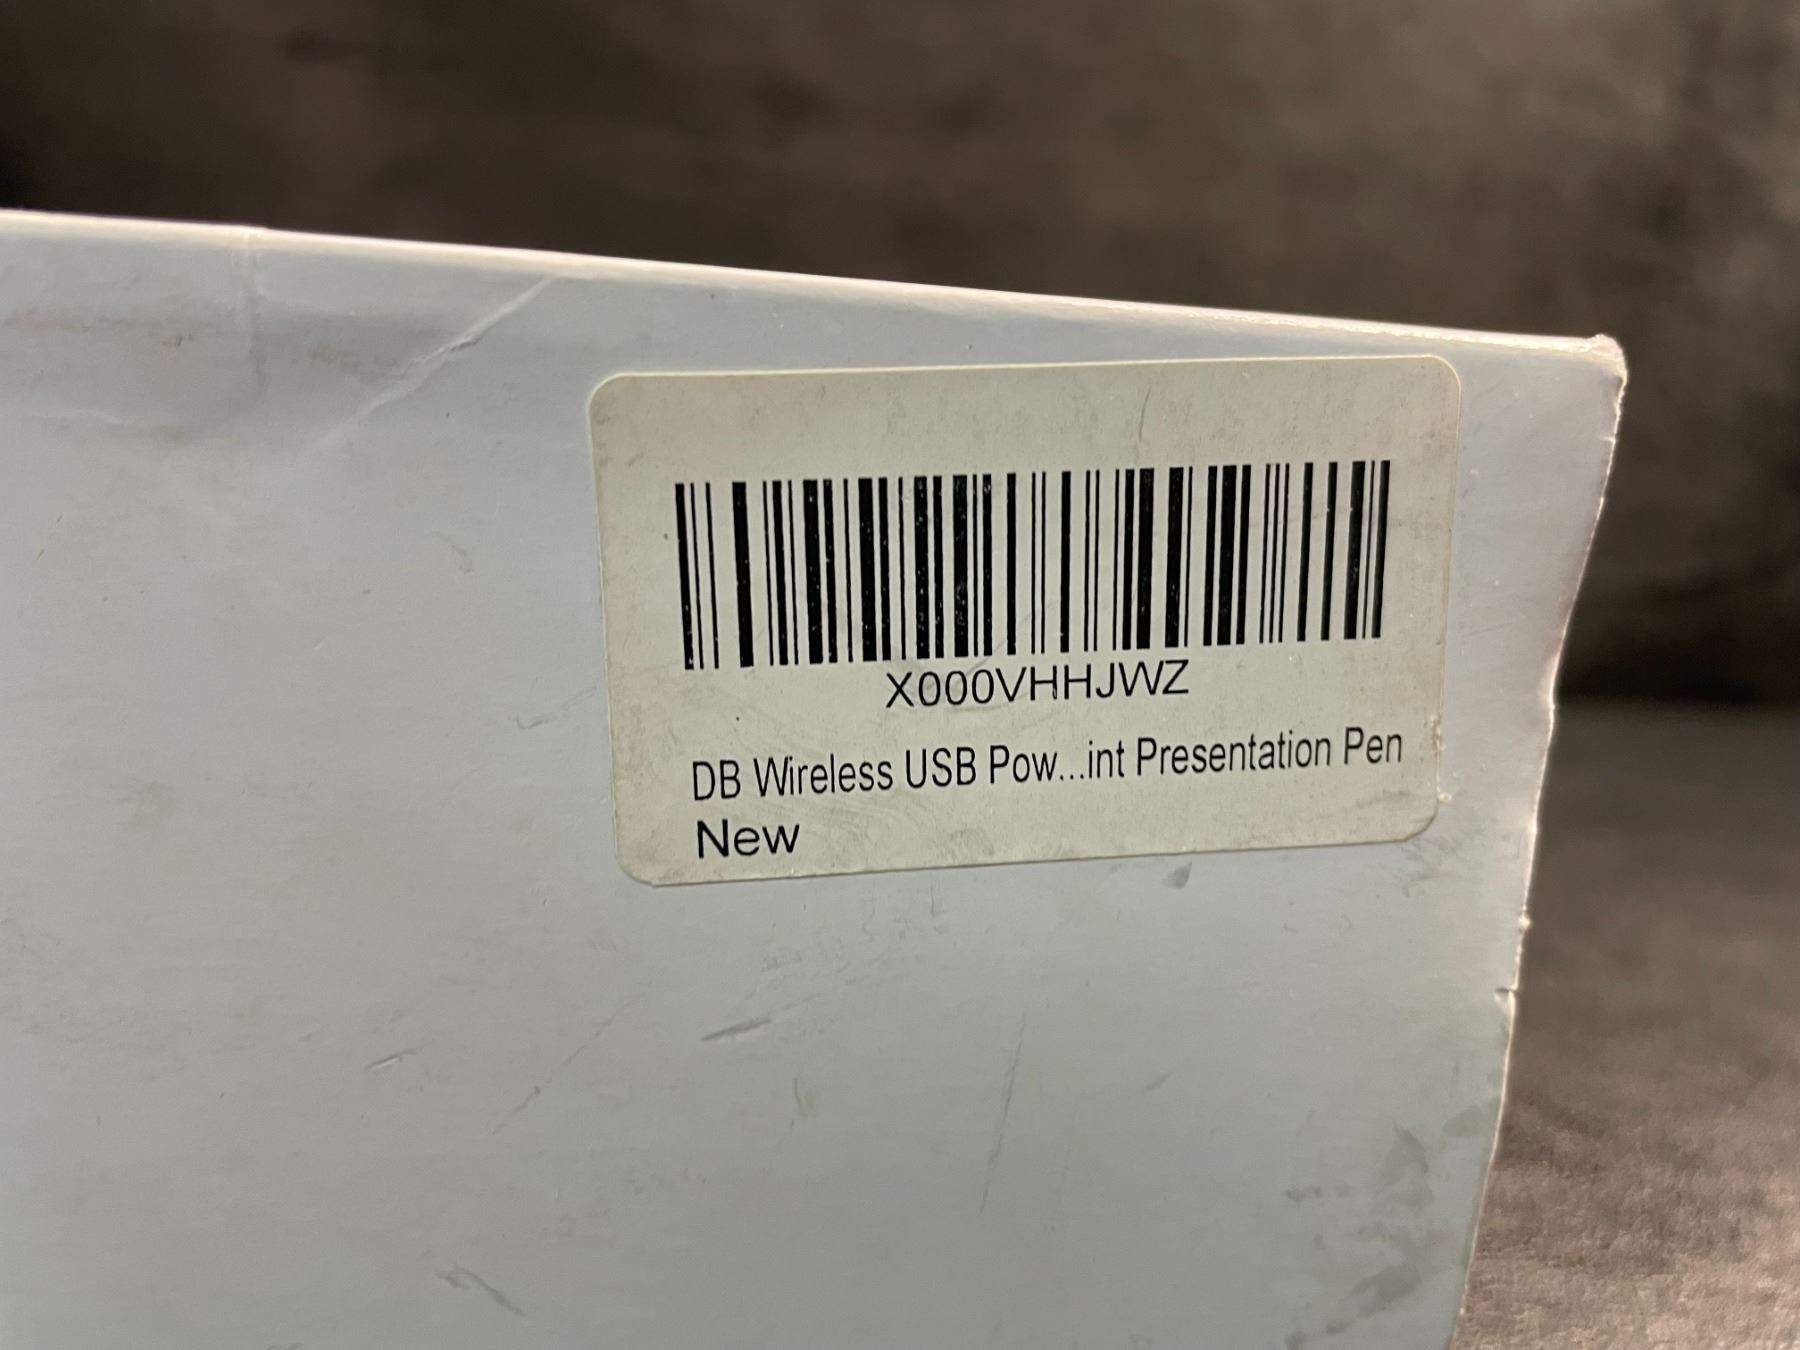 X000VHHJWZ
DB Wireless USB Pow...int Presentation Pen
New